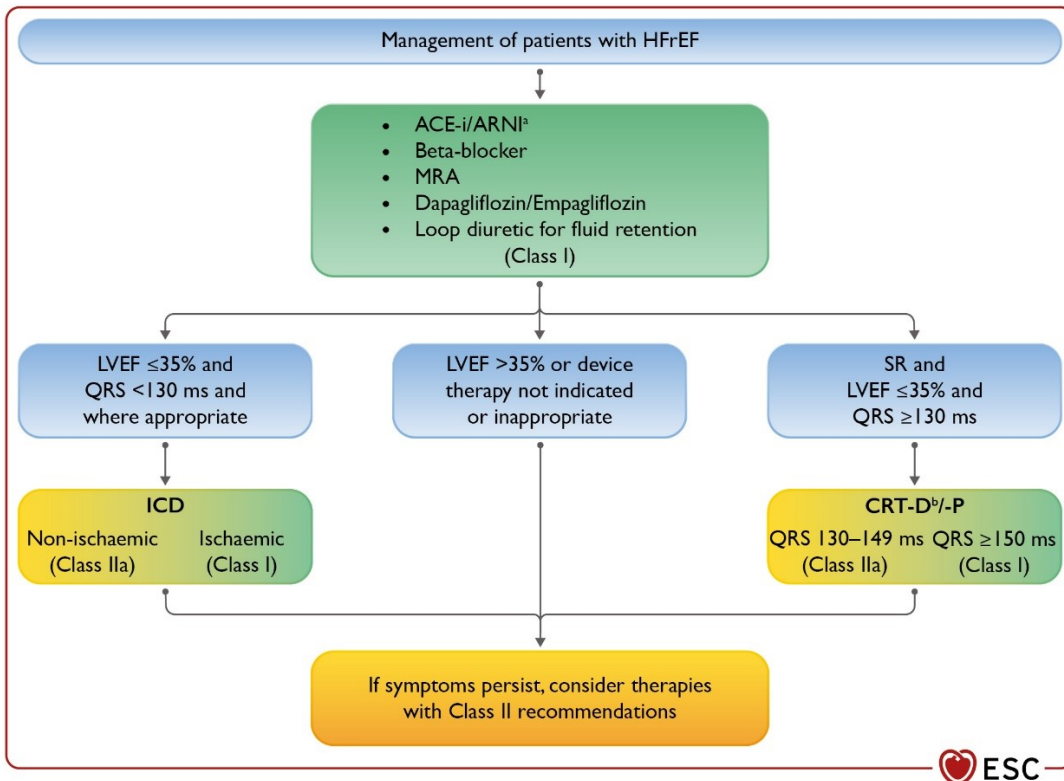 Management of patients with HFrEF
• ACE-i/ARNIᵃ
• Beta-blocker
• MRA
• Dapagliflozin/Empagliflozin
• Loop diuretic for fluid retention
(Class I)
LVEF ≤35% and
QRS <130 ms and
where appropriate
LVEF >35% or device
therapy not indicated
or inappropriate
SR and
LVEF ≤35% and
QRS ≥130 ms
ICD
Non-ischaemic
(Class IIa)
Ischaemic
(Class I)
CRT-Dᵇ/-P
QRS 130–149 ms
(Class IIa)
QRS ≥150 ms
(Class I)
If symptoms persist, consider therapies
with Class II recommendations
ESC